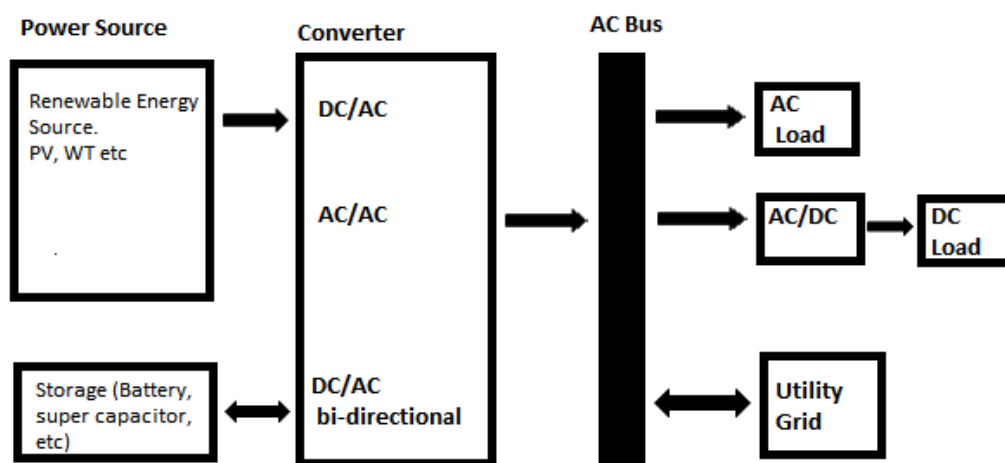 Power Source
Converter
AC Bus
Renewable Energy
Source.
PV, WT etc
.
DC/AC
AC/AC
DC/AC
bi-directional
Storage (Battery,
super capacitor,
etc)
AC
Load
AC/DC
DC
Load
Utility
Grid